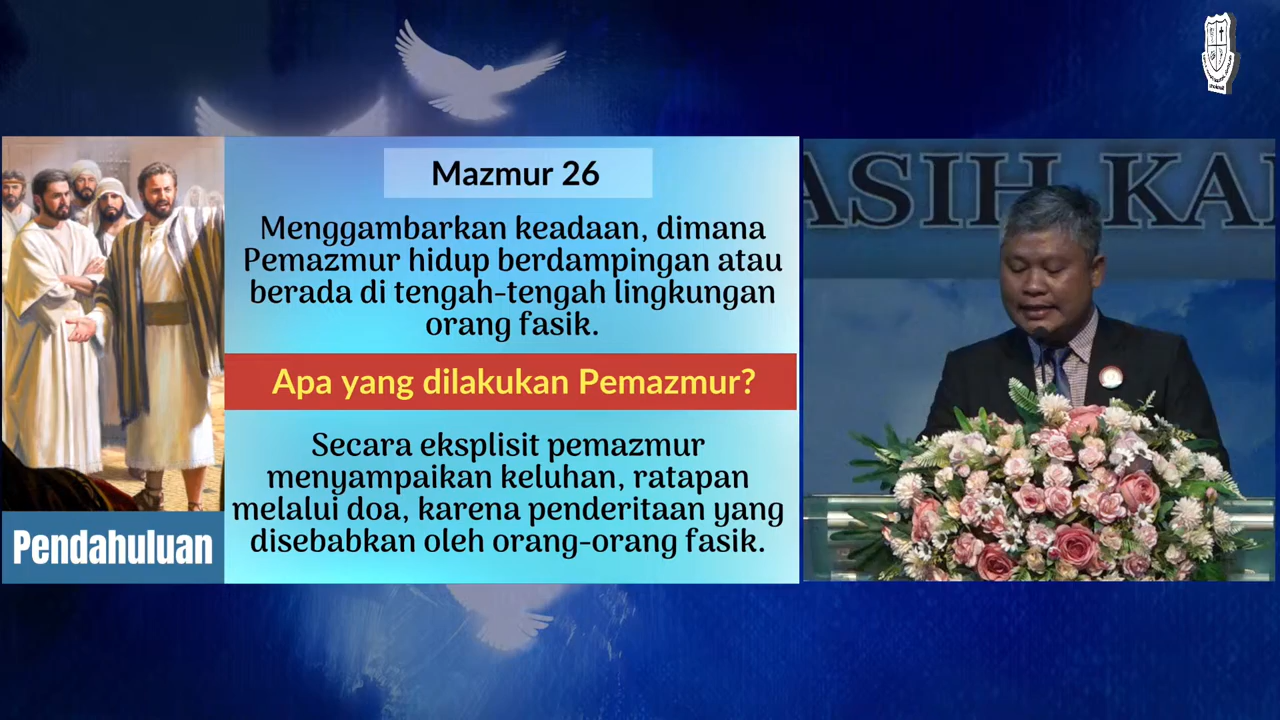 Mazmur 26
Menggambarkan keadaan, dimana
Pemazmur hidup berdampingan atau
berada di tengah-tengah lingkungan
orang fasik.
Apa yang dilakukan Pemazmur?
Secara eksplisit pemazmur
menyampaikan keluhan, ratapan
melalui doa, karena penderitaan yang
disebabkan oleh orang-orang fasik.
Pendahuluan
ASIH KA